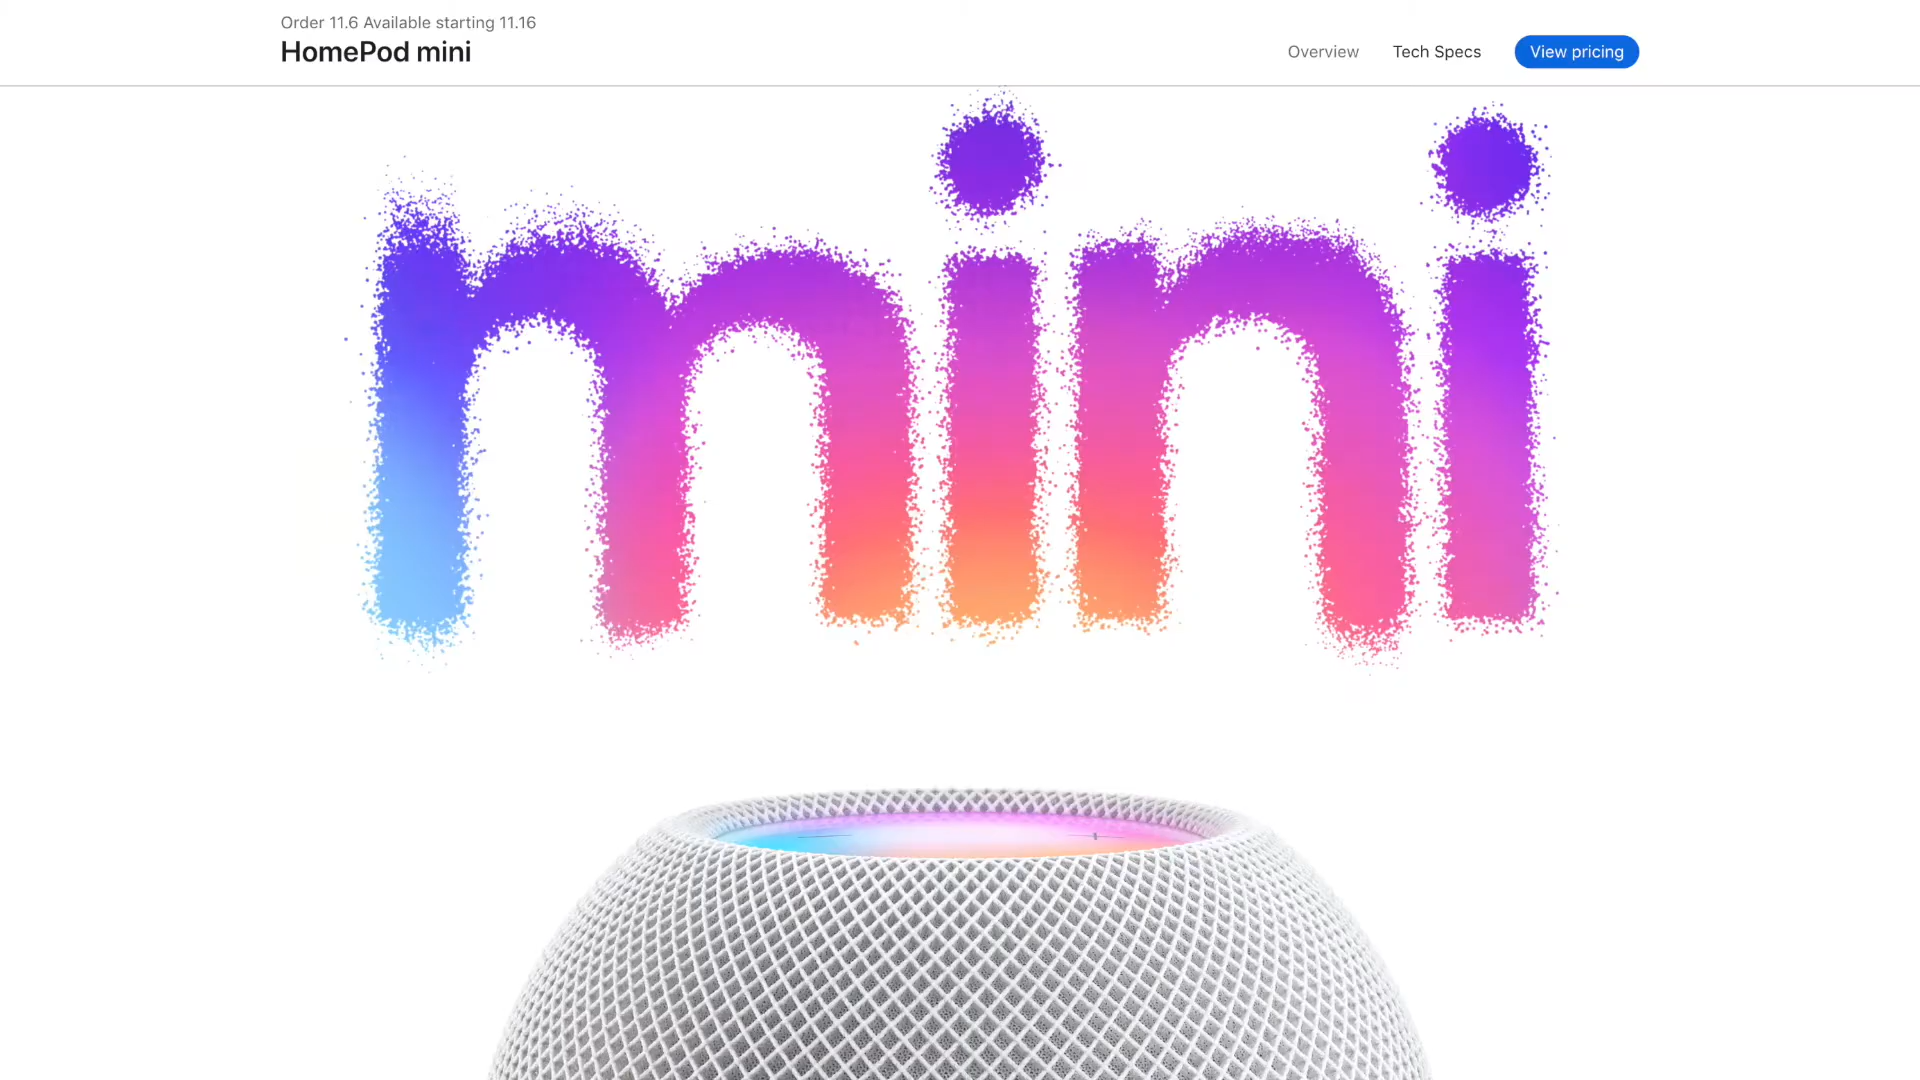 Order 11.6 Available starting 11.16
HomePod mini
Overview
Tech Specs
View pricing
mini